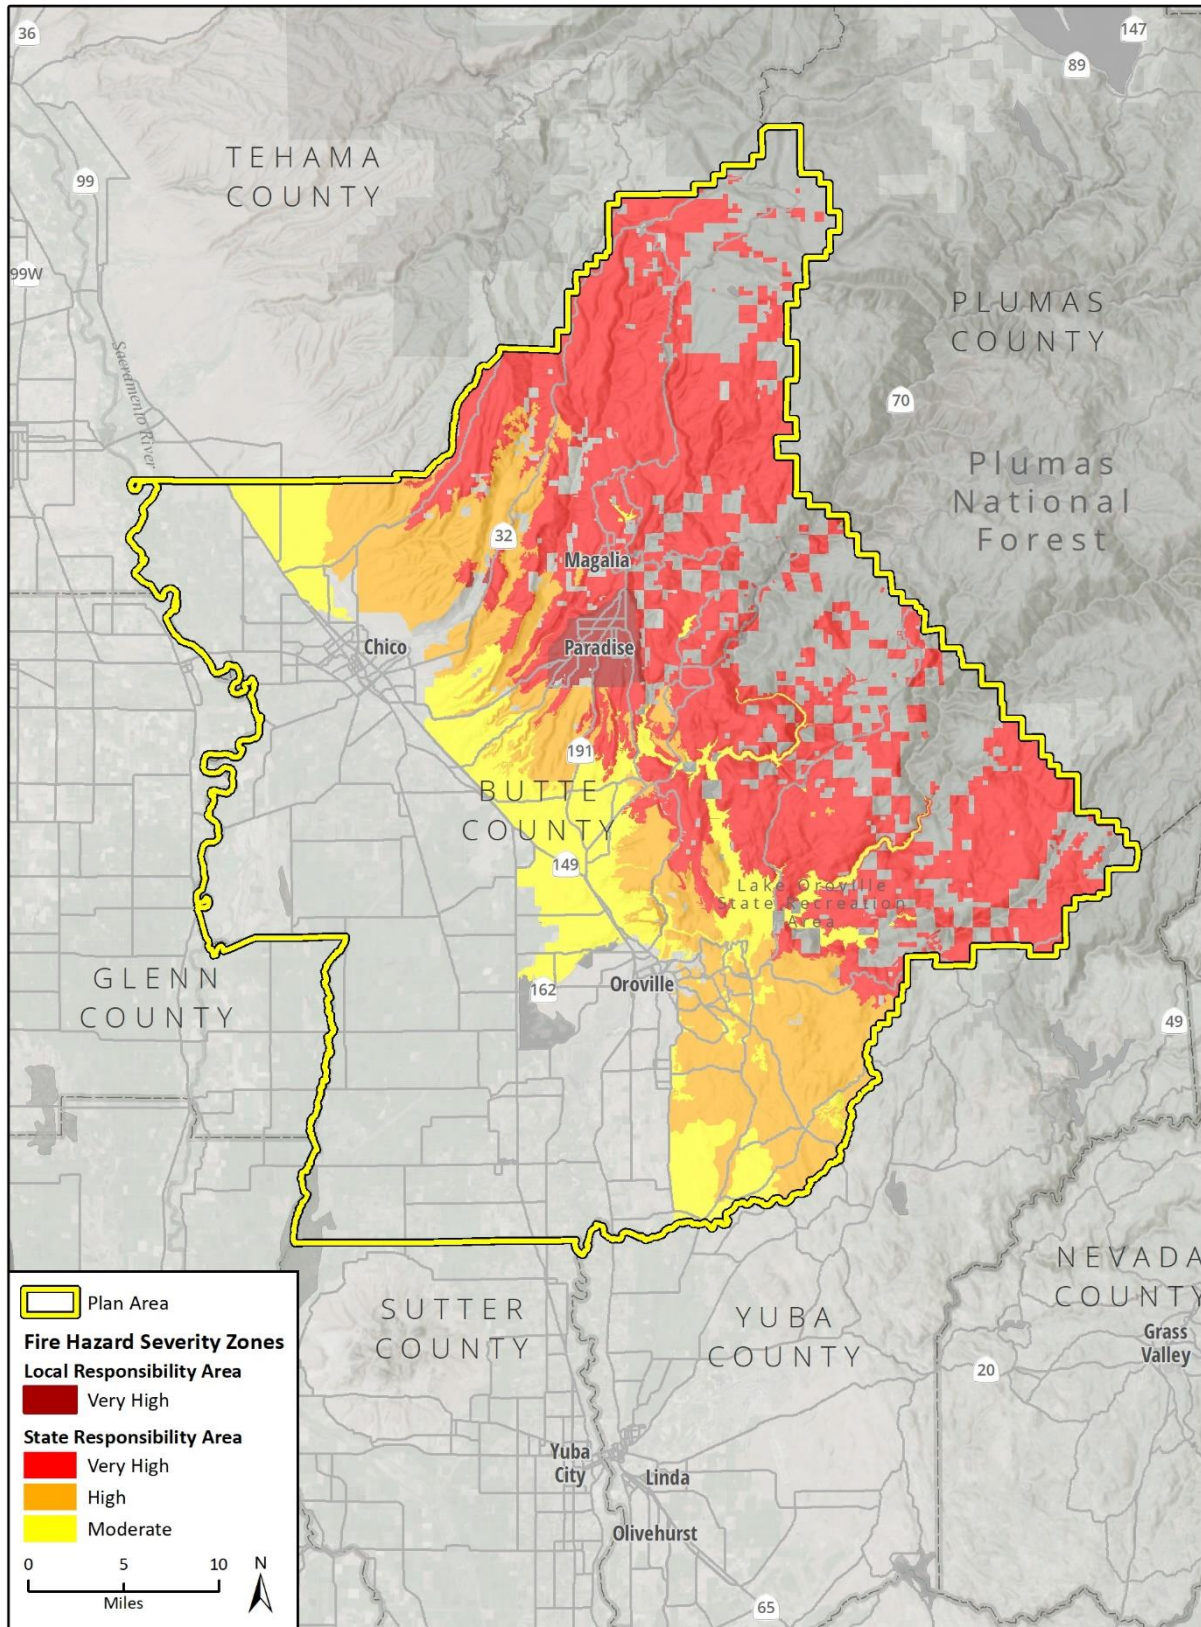 36
147
89
TEHAMA
COUNTY
99
99W
Sacramento River
PLUMAS
COUNTY
70
Plumas
National
Forest
32
Magalia
Chico
Paradise
191
BUTTE
COUNTY
149
Lake Oroville
State Recreation
Area
GLENN
COUNTY
162
Oroville
49
NEVADA
COUNTY
SUTTER
COUNTY
YUBA
COUNTY
Grass
Valley
20
Yuba
City
Linda
Olivehurst
65
Plan Area
Fire Hazard Severity Zones
Local Responsibility Area
Very High
State Responsibility Area
Very High
High
Moderate
0 5 10
Miles
N